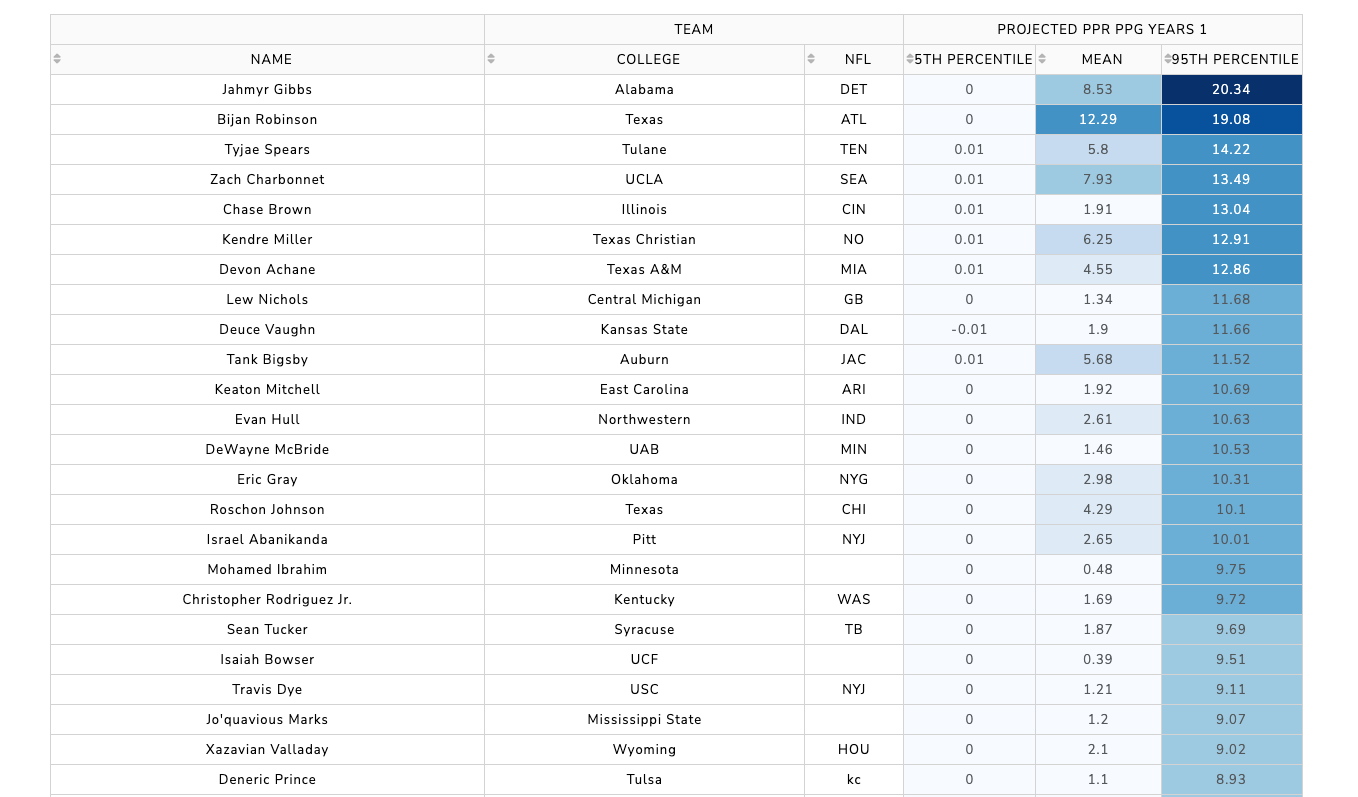 TEAM PROJECTED PPR PPG YEARS 1
NAME COLLEGE NFL 5TH PERCENTILE MEAN 95TH PERCENTILE
Jahmyr Gibbs Alabama DET 0 8.53 20.34
Bijan Robinson Texas ATL 0 12.29 19.08
Tyjae Spears Tulane TEN 0.01 5.8 14.22
Zach Charbonnet UCLA SEA 0.01 7.93 13.49
Chase Brown Illinois CIN 0.01 1.91 13.04
Kendre Miller Texas Christian NO 0.01 6.25 12.91
Devon Achane Texas A&M MIA 0.01 4.55 12.86
Lew Nichols Central Michigan GB 0 1.34 11.68
Deuce Vaughn Kansas State DAL -0.01 1.9 11.66
Tank Bigsby Auburn JAC 0.01 5.68 11.52
Keaton Mitchell East Carolina ARI 0 1.92 10.69
Evan Hull Northwestern IND 0 2.61 10.63
DeWayne McBride UAB MIN 0 1.46 10.53
Eric Gray Oklahoma NYG 0 2.98 10.31
Roschon Johnson Texas CHI 0 4.29 10.1
Israel Abanikanda Pitt NYJ 0 2.65 10.01
Mohamed Ibrahim Minnesota 0 0.48 9.75
Christopher Rodriguez Jr. Kentucky WAS 0 1.69 9.72
Sean Tucker Syracuse TB 0 1.87 9.69
Isaiah Bowser UCF 0 0.39 9.51
Travis Dye USC NYJ 0 1.21 9.11
Jo'quavious Marks Mississippi State 0 1.2 9.07
Xazavian Valladay Wyoming HOU 0 2.1 9.02
Deneric Prince Tulsa kc 0 1.1 8.93